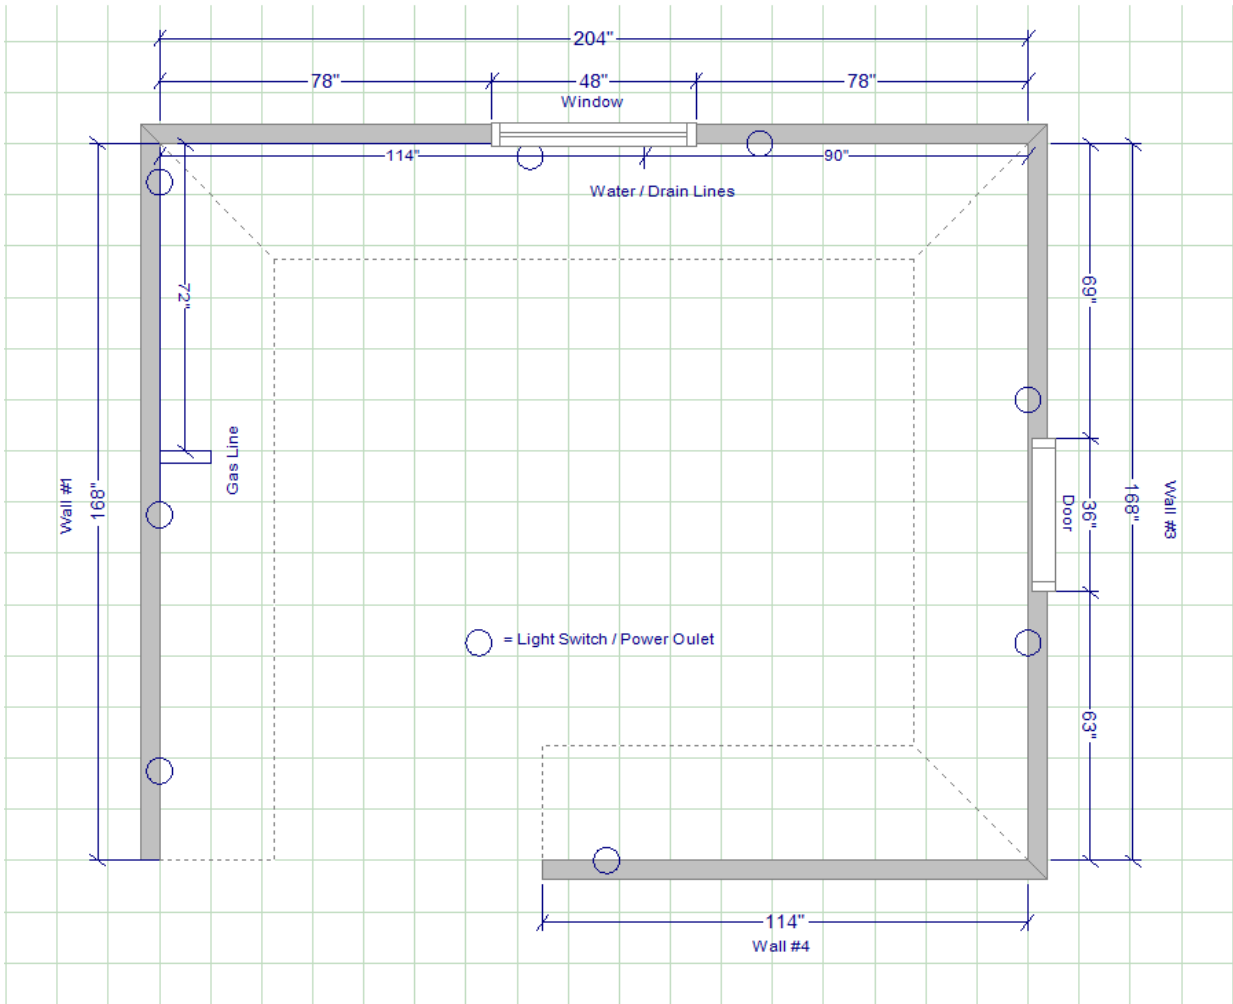 204"
78"
48"
78"
Window
114"
90"
Water / Drain Lines
72"
69"
Gas Line
Wall #1
168"
Door
36"
168"
Wall #3
= Light Switch / Power Oulet
63"
114"
Wall #4